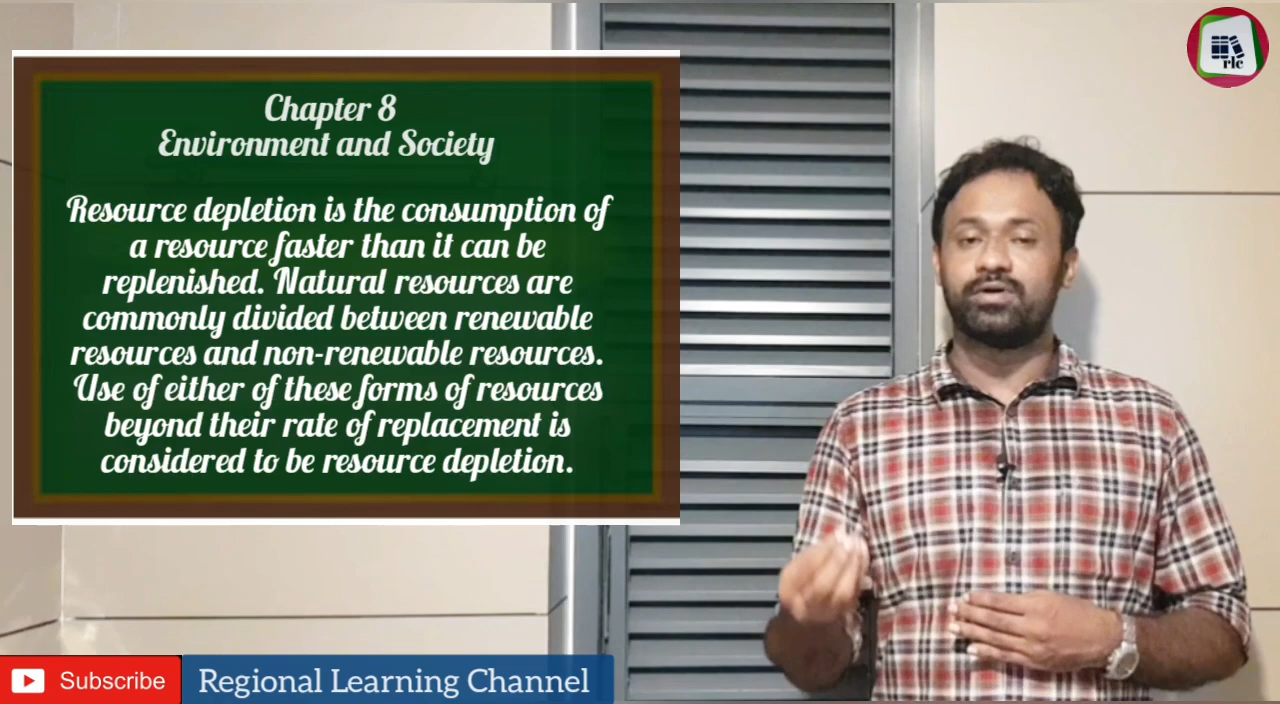 rlc
Chapter 8
Environment and Society
Resource depletion is the consumption of
a resource faster than it can be
replenished. Natural resources are
commonly divided between renewable
resources and non-renewable resources.
Use of either of these forms of resources
beyond their rate of replacement is
considered to be resource depletion.
Subscribe
Regional Learning Channel